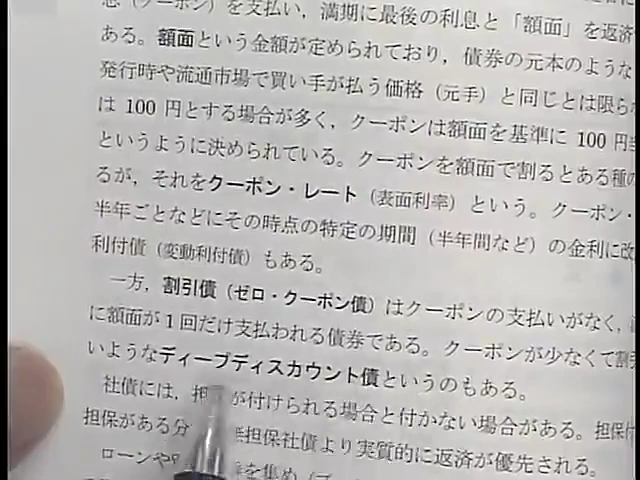 息（クーポン）を支払い，満期に最後の利息と「額面」を返済
ある。額面という金額が定められており，債券の元本のような
発行時や流通市場で買い手が払う価格（元手）と同じとは限ら
は 100 円とする場合が多く，クーポンは額面を基準に 100 円
というように決められている。クーポンを額面で割るとある種の
るが，それをクーポン・レート（表面利率）という。クーポン・
半年ごとなどにその時点の特定の期間（半年間など）の金利に改
利付債（変動利付債）もある。
一方，割引債（ゼロ・クーポン債）はクーポンの支払いがなく，
に額面が 1 回だけ支払われる債券である。クーポンが少なくて割
いようなディープディスカウント債というのもある。
社債には，担 が付けられる場合と付かない場合がある。担保
担保がある分 担保社債より実質的に返済が優先される。
ローンや を集め（プ